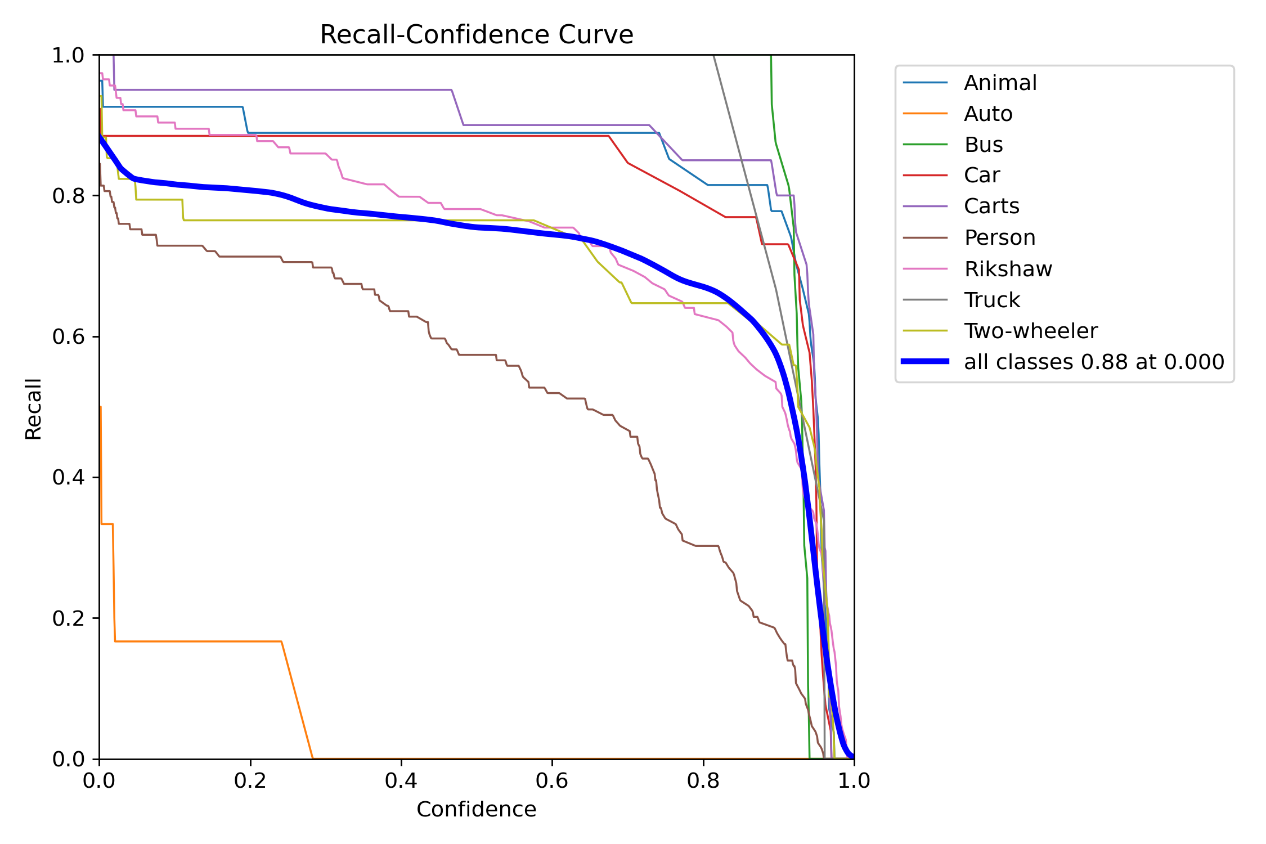 Recall-Confidence Curve
1.0
0.8
0.6
0.4
0.2
0.0
Recall
0.0 0.2 0.4 0.6 0.8 1.0
Confidence
Animal
Auto
Bus
Car
Carts
Person
Rikshaw
Truck
Two-wheeler
all classes 0.88 at 0.000